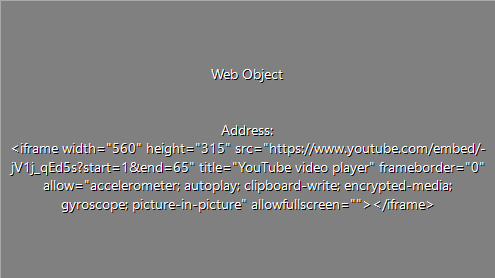 Web Object
Address:
<iframe width="560" height="315" src="https://www.youtube.com/embed/-
jV1j_qEd5s?start=1&end=65" title="YouTube video player" frameborder="0"
allow="accelerometer; autoplay; clipboard-write; encrypted-media;
gyroscope; picture-in-picture" allowfullscreen=""></iframe>